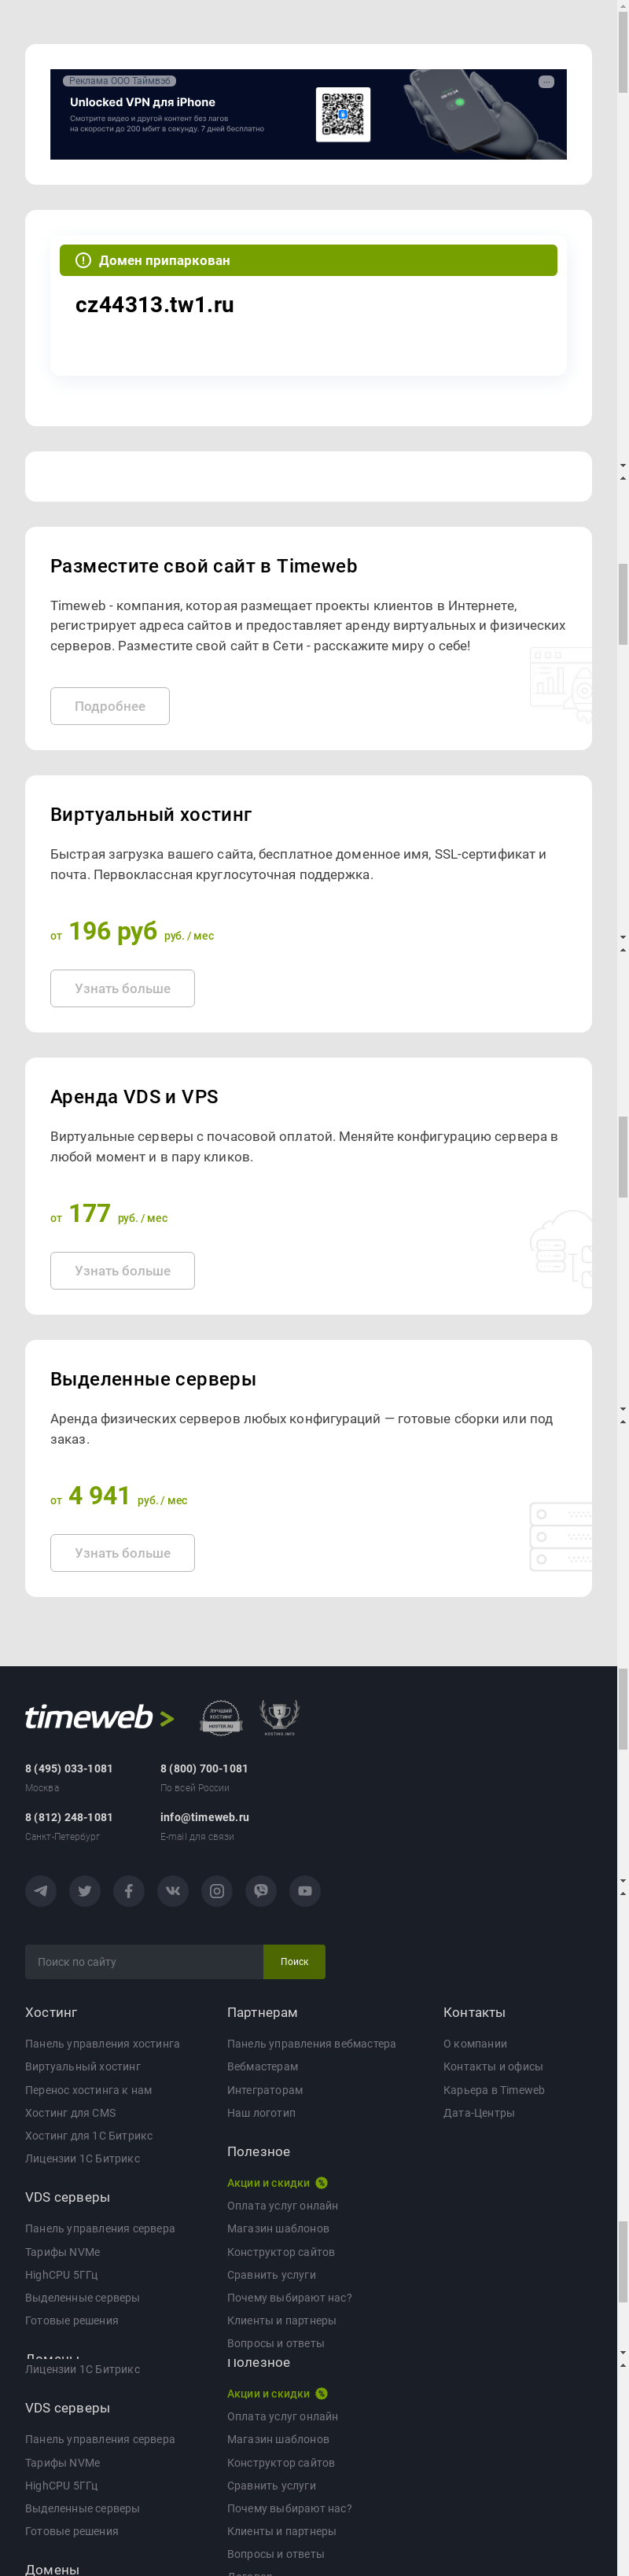 Реклама ООО Таймвэб
Unlocked VPN для iPhone
Смотрите видео и другой контент без лагов
на скорости до 200 мбит в секунду. 7 дней бесплатно
Домен припаркован
cz44313.tw1.ru
Разместите свой сайт в Timeweb
Timeweb - компания, которая размещает проекты клиентов в Интернете,
регистрирует адреса сайтов и предоставляет аренду виртуальных и физических
серверов. Разместите свой сайт в Сети - расскажите миру о себе!
Подробнее
Виртуальный хостинг
Быстрая загрузка вашего сайта, бесплатное доменное имя, SSL-сертификат и
почта. Первоклассная круглосуточная поддержка.
от 196 руб руб. / мес
Узнать больше
Аренда VDS и VPS
Виртуальные серверы с почасовой оплатой. Меняйте конфигурацию сервера в
любой момент и в пару кликов.
от 177 руб. / мес
Узнать больше
Выделенные серверы
Аренда физических серверов любых конфигураций — готовые сборки или под
заказ.
от 4 941 руб. / мес
Узнать больше
timeweb >
ЛУЧШИЙ
ХОСТИНГ
HOSTER.RU
1
HOSTING.INFO
8 (495) 033-1081
Москва
8 (800) 700-1081
По всей России
8 (812) 248-1081
Санкт-Петербург
info@timeweb.ru
E-mail для связи
Поиск по сайту
Поиск
Хостинг
Панель управления хостинга
Виртуальный хостинг
Перенос хостинга к нам
Хостинг для CMS
Хостинг для 1С Битрикс
Лицензии 1С Битрикс
VDS серверы
Панель управления сервера
Тарифы NVMe
HighCPU 5ГГц
Выделенные серверы
Готовые решения
Домены
Партнерам
Панель управления вебмастера
Вебмастерам
Интеграторам
Наш логотип
Полезное
Акции и скидки
Оплата услуг онлайн
Магазин шаблонов
Конструктор сайтов
Сравнить услуги
Почему выбирают нас?
Клиенты и партнеры
Вопросы и ответы
Контакты
О компании
Контакты и офисы
Карьера в Timeweb
Дата-Центры
Лицензии 1С Битрикс
VDS серверы
Панель управления сервера
Тарифы NVMe
HighCPU 5ГГц
Выделенные серверы
Готовые решения
Домены
Полезное
Акции и скидки
Оплата услуг онлайн
Магазин шаблонов
Конструктор сайтов
Сравнить услуги
Почему выбирают нас?
Клиенты и партнеры
Вопросы и ответы
Договор